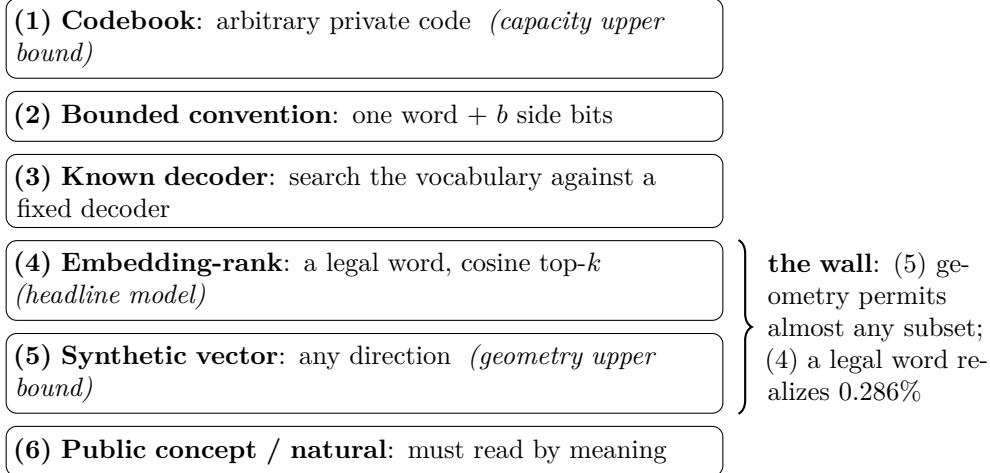 (1) Codebook: arbitrary private code (capacity upper
bound)
(2) Bounded convention: one word + b side bits
(3) Known decoder: search the vocabulary against a
fixed decoder
(4) Embedding-rank: a legal word, cosine top-k
(headline model)
(5) Synthetic vector: any direction (geometry upper
bound)
the wall: (5) ge-
ometry permits
almost any subset;
(4) a legal word re-
alizes 0.286%
(6) Public concept / natural: must read by meaning